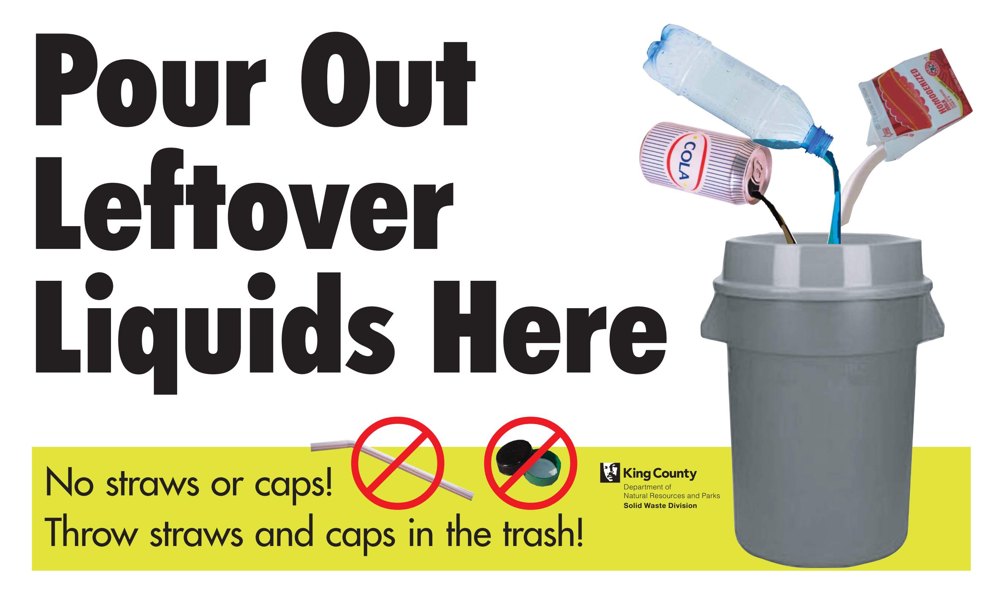 Pour Out
Leftover
Liquids Here
COLA
HOMOGENIZED
MILK
No straws or caps!
Throw straws and caps in the trash!
King County
Department of
Natural Resources and Parks
Solid Waste Division